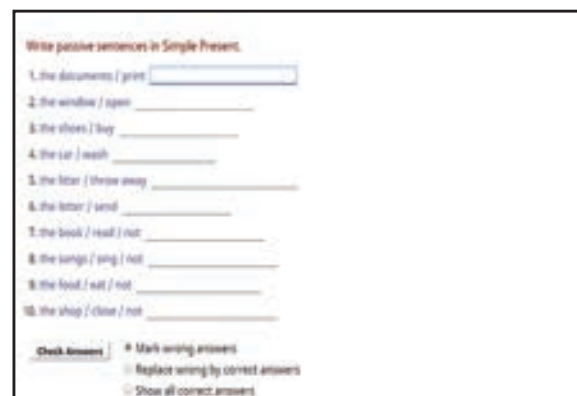 Write passive sentences in Simple Present.
1. the documents / print
2. the window / open
3. the shoes / buy
4. the car / wash
5. the litter / throw away
6. the letter / send
7. the book / read / not
8. the songs / sing / not
9. the food / eat / not
10. the shop / close / not
Check Answers
Mark wrong answers
Replace wrong by correct answers
Show all correct answers